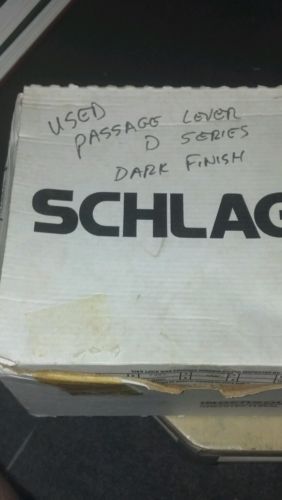 USED
PASSAGE LEVER
D SERIES
DARK FINISH
SCHLAG